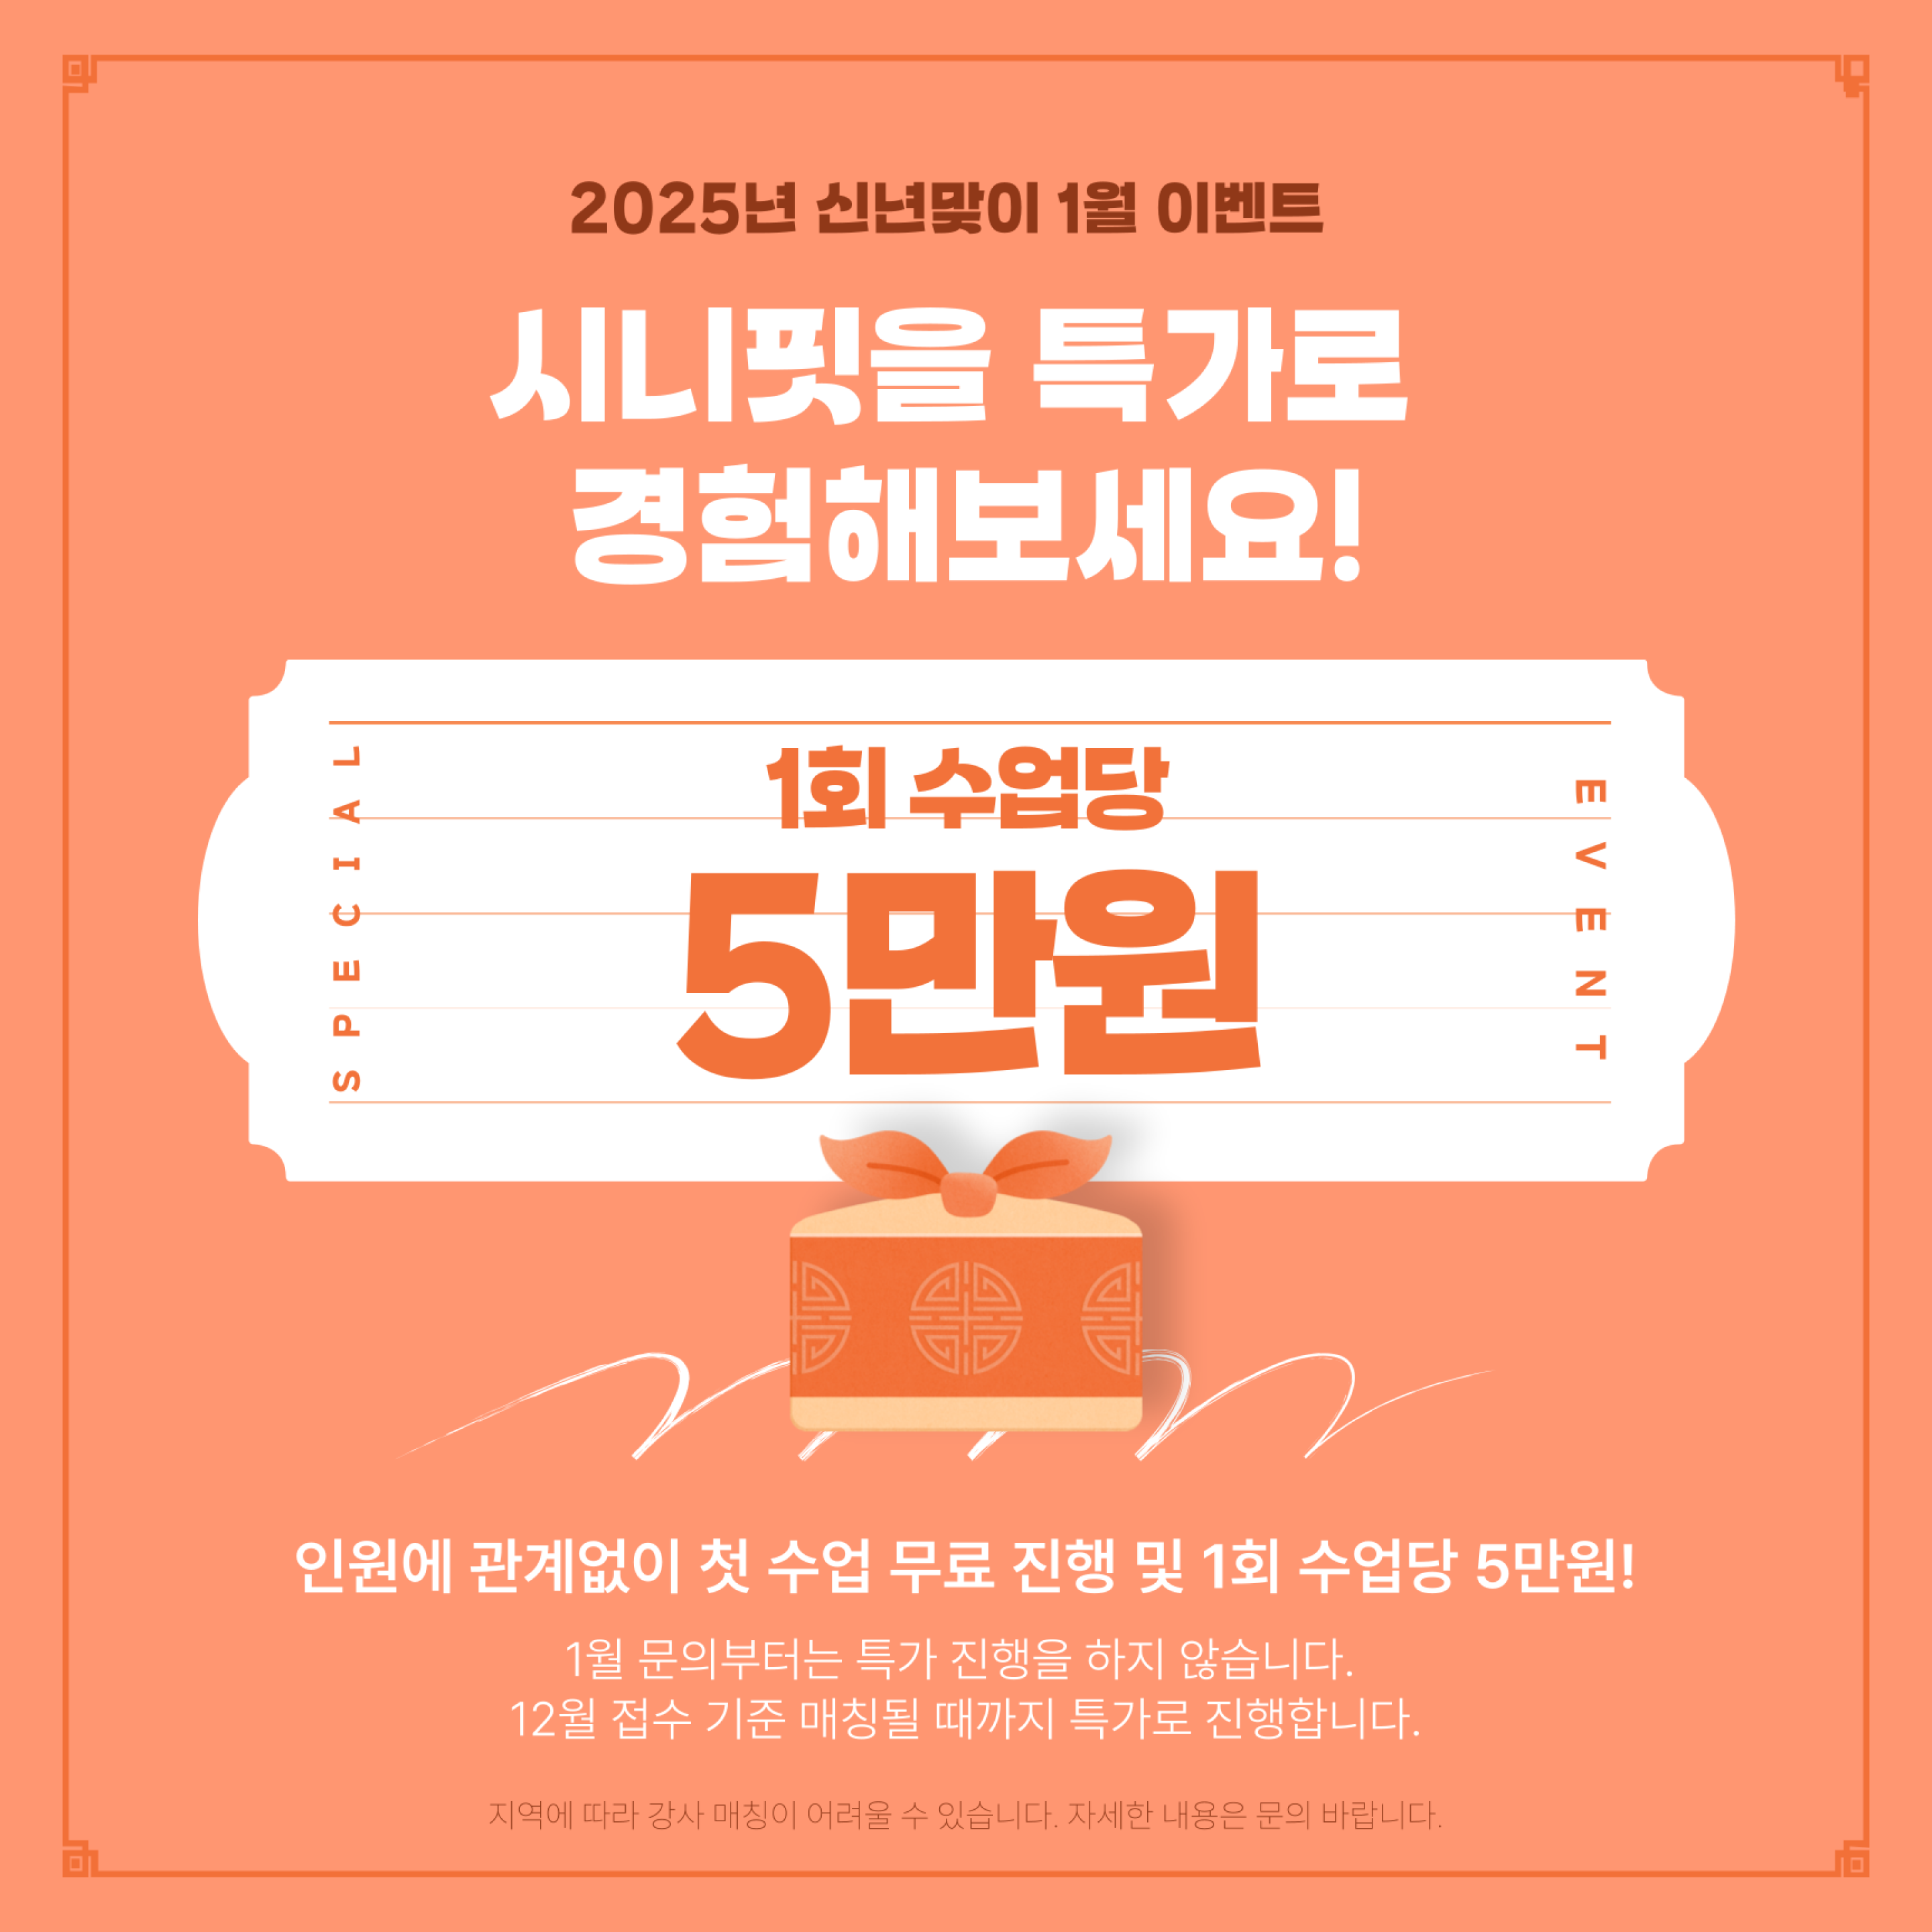 2025년 신년맞이 1월 이벤트
시니핏을 특가로
경험해보세요!
SPECIAL
1회 수업당
5만원
EVENT
인원에 관계없이 첫 수업 무료 진행 및 1회 수업당 5만원!
1월 문의부터는 특가 진행을 하지 않습니다.
12월 접수 기준 매칭될 때까지 특가로 진행합니다.
지역에 따라 강사 매칭이 어려울 수 있습니다. 자세한 내용은 문의 바랍니다.